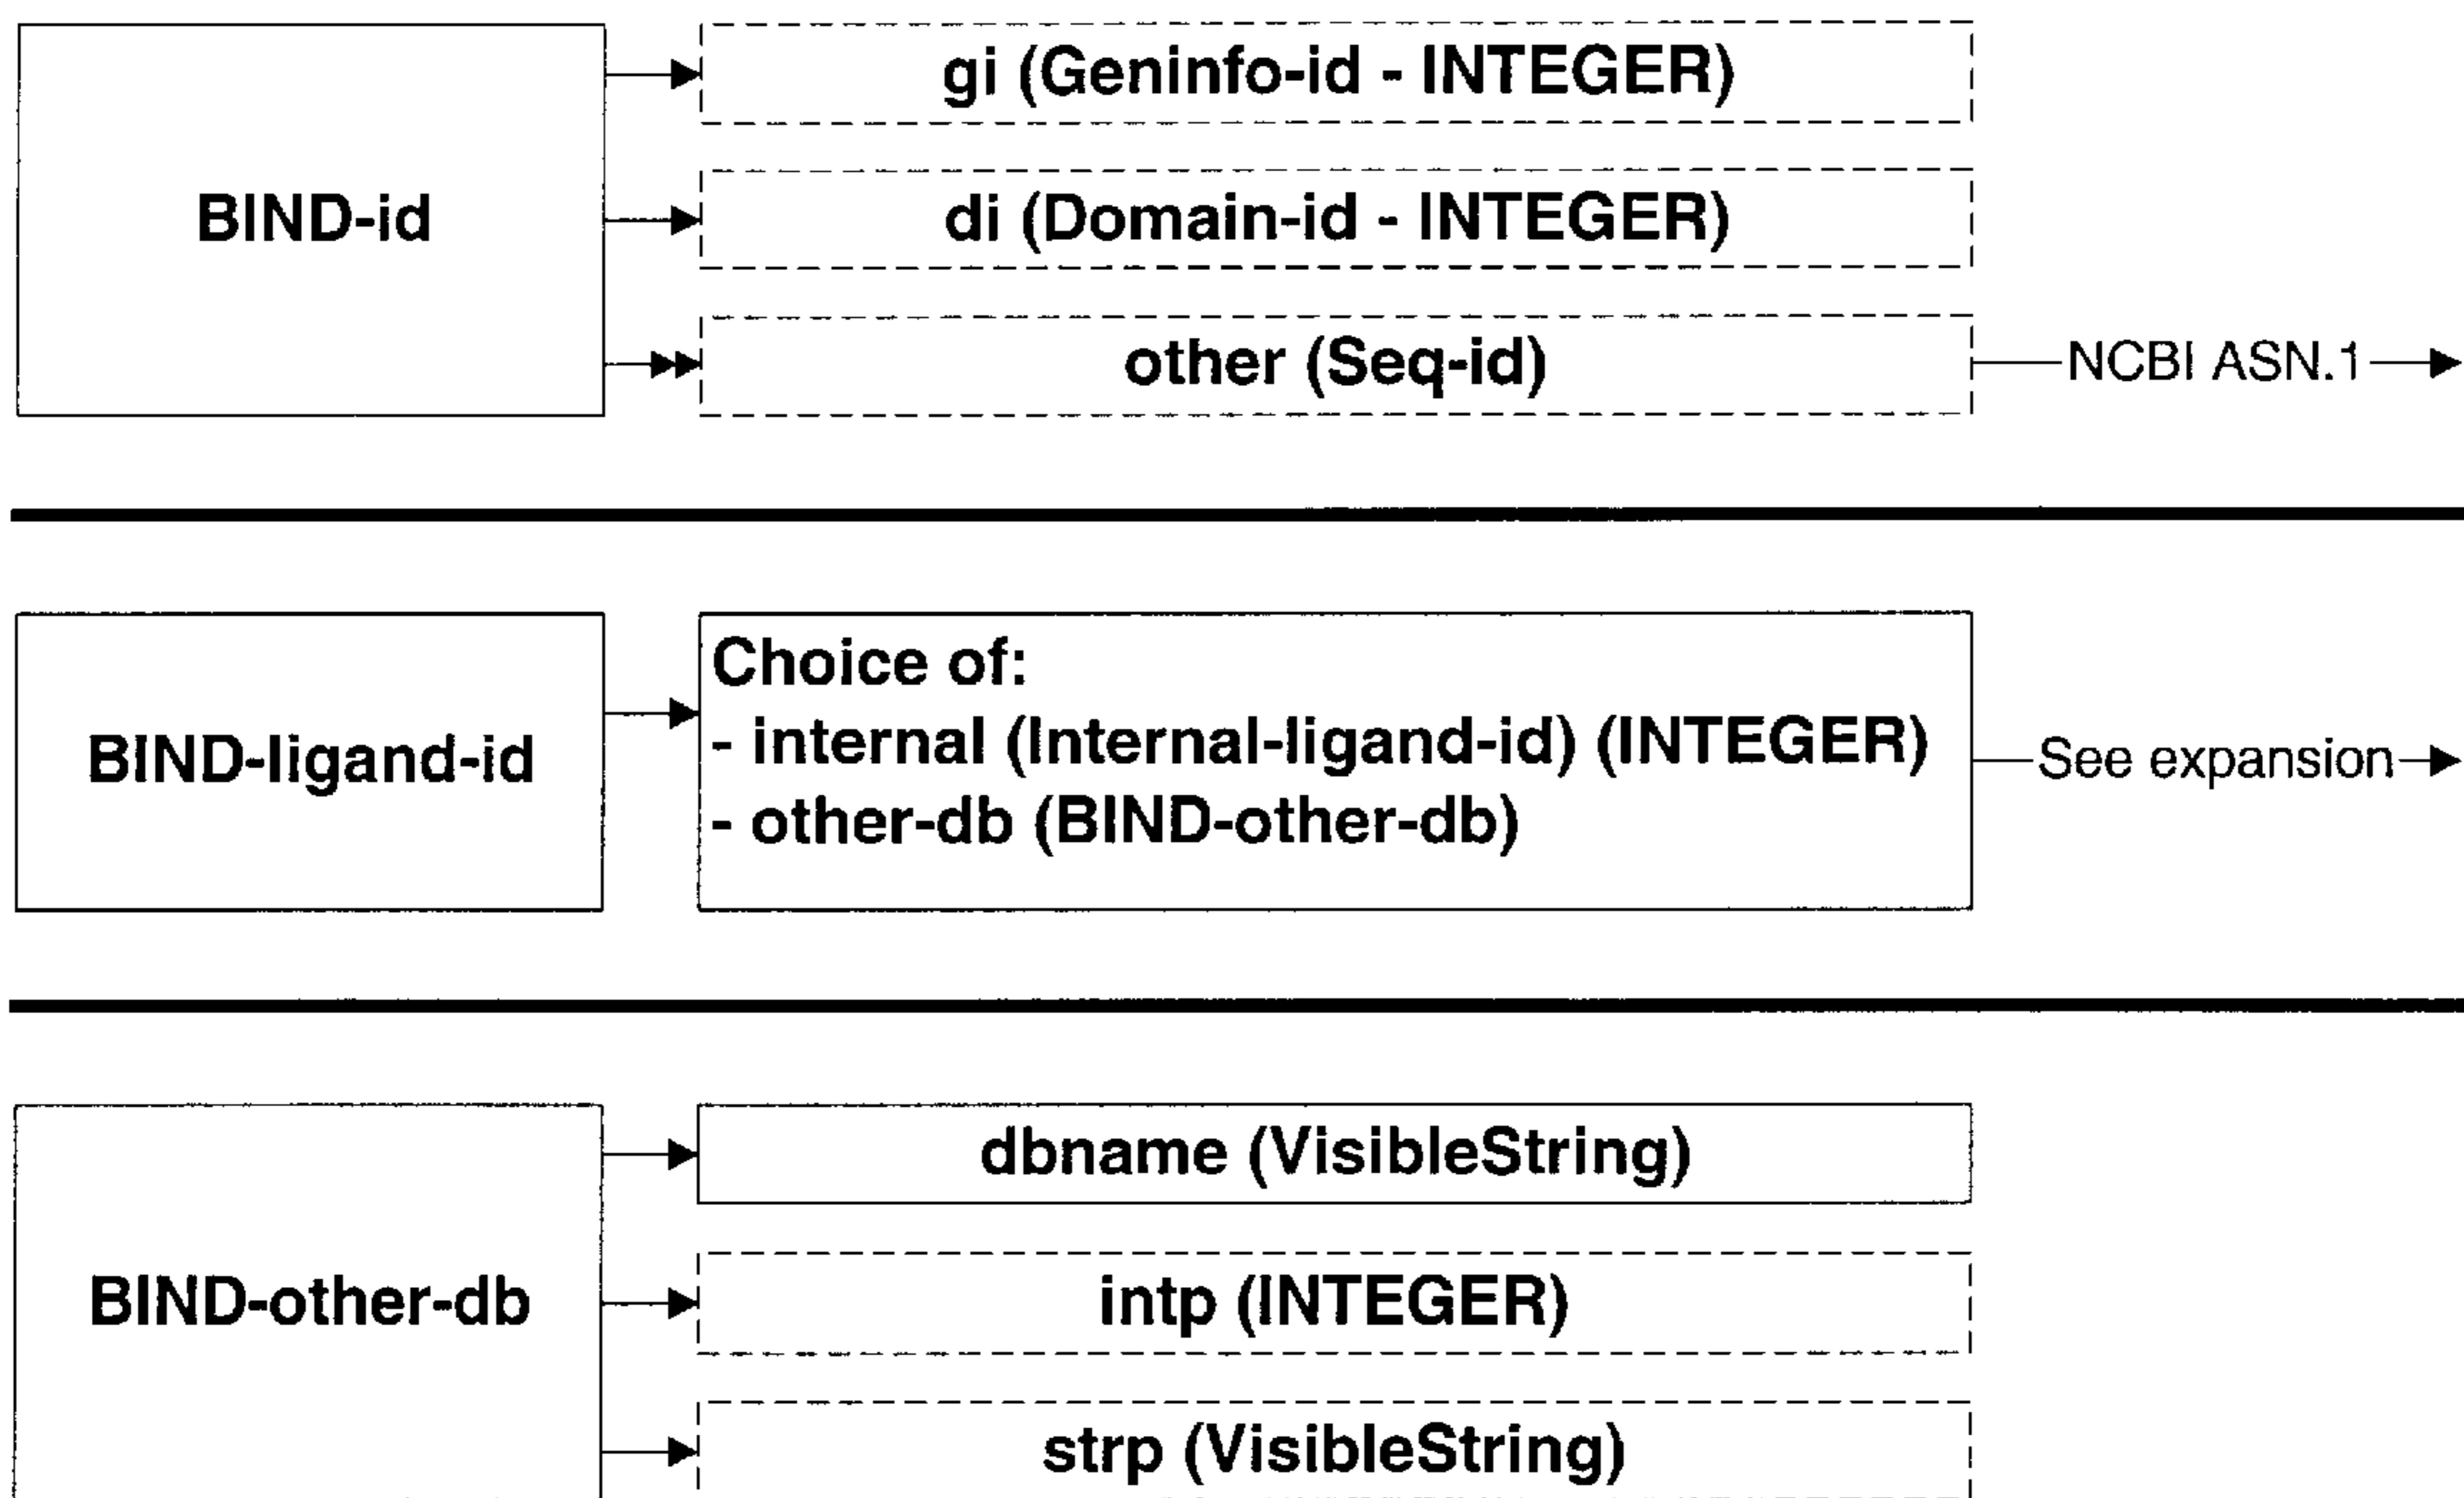 BIND-id
gi (Geninfo-id - INTEGER)
di (Domain-id - INTEGER)
other (Seq-id)
NCBI ASN.1
BIND-ligand-id
Choice of:
- internal (Internal-ligand-id) (INTEGER)
- other-db (BIND-other-db)
See expansion
BIND-other-db
dbname (VisibleString)
intp (INTEGER)
strp (VisibleString)